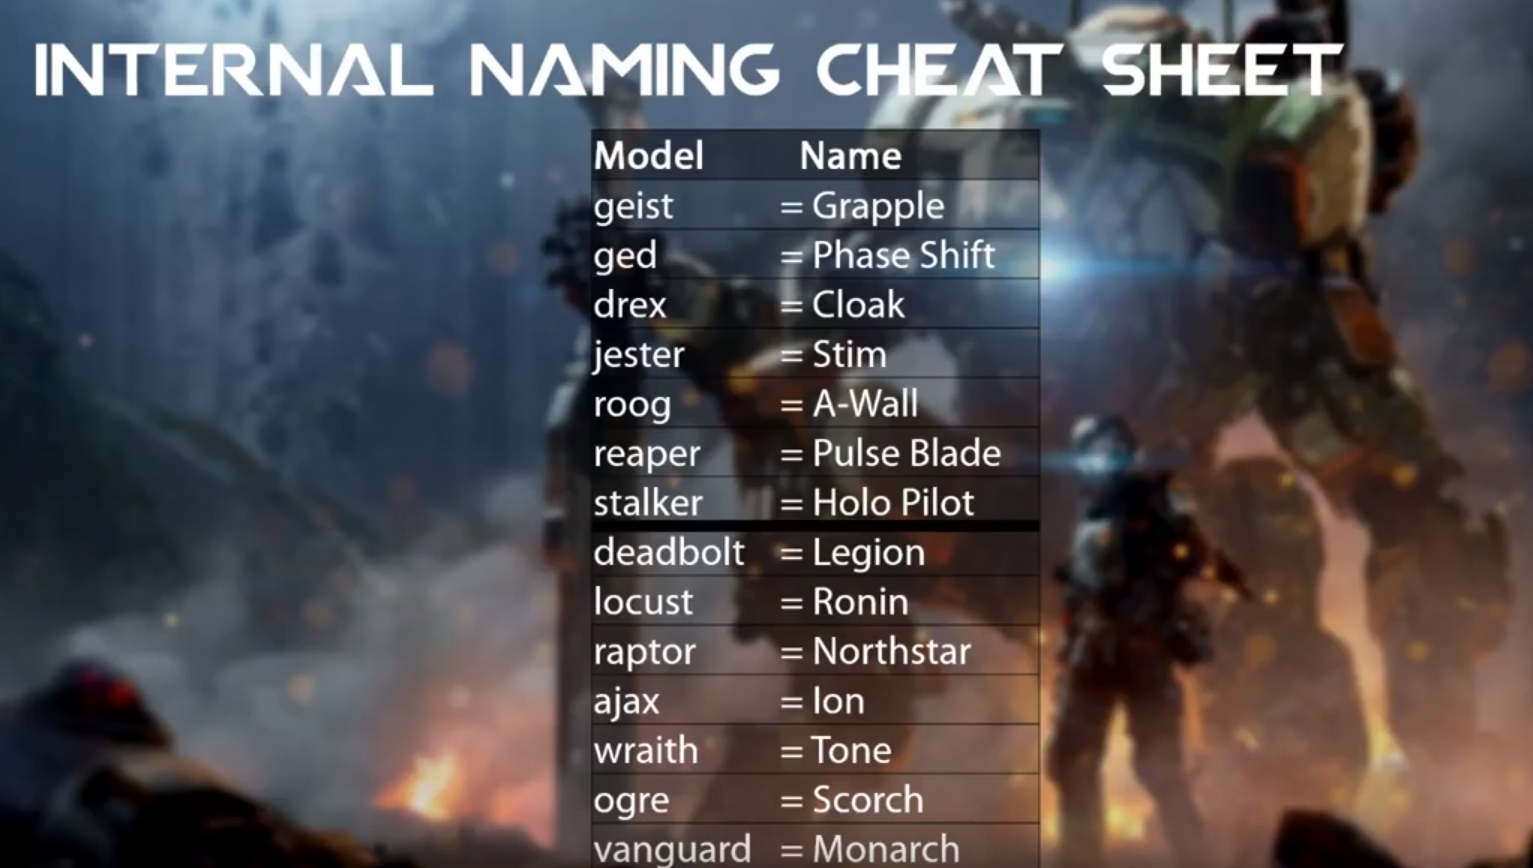 INTERNAL NAMING CHEAT SHEET
Model Name
geist = Grapple
ged = Phase Shift
drex = Cloak
jester = Stim
roog = A-Wall
reaper = Pulse Blade
stalker = Holo Pilot
deadbolt = Legion
locust = Ronin
raptor = Northstar
ajax = Ion
wraith = Tone
ogre = Scorch
vanguard = Monarch